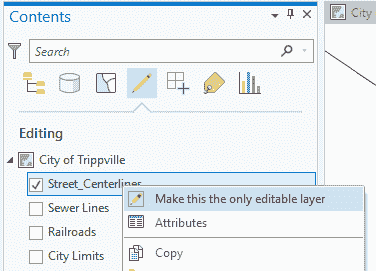 Contents
City
Search
Editing
City of Trippville
Street_Centerlines
Make this the only editable layer
Sewer Lines
Attributes
Railroads
City Limits
Copy